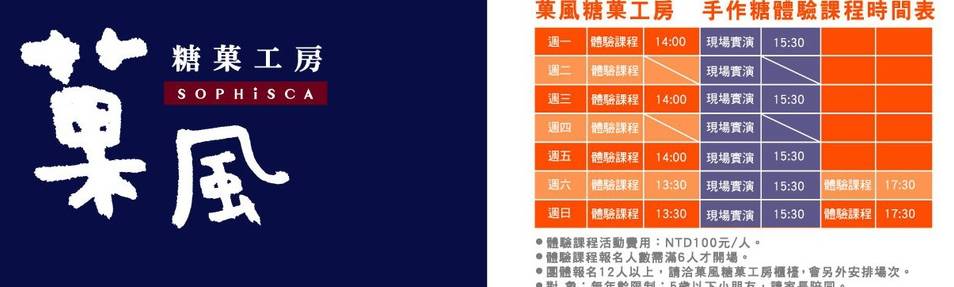 菓風
糖菓工房
SOPHiSCA
菓風糖菓工房 手作糖體驗課程時間表
週一 體驗課程 14:00 現場實演 15:30
週二 體驗課程 現場實演
週三 體驗課程 14:00 現場實演 15:30
週四 體驗課程 現場實演
週五 體驗課程 14:00 現場實演 15:30
週六 體驗課程 13:30 現場實演 15:30 體驗課程 17:30
週日 體驗課程 13:30 現場實演 15:30 體驗課程 17:30
●體驗課程活動費用：NTD100元/人。
●體驗課程報名人數需滿6人才開場。
●團體報名12人以上，請洽菓風糖菓工房櫃檯，會另外安排場次。
●對 象：無年齡限制；5歲以下小朋友，請家長陪同。